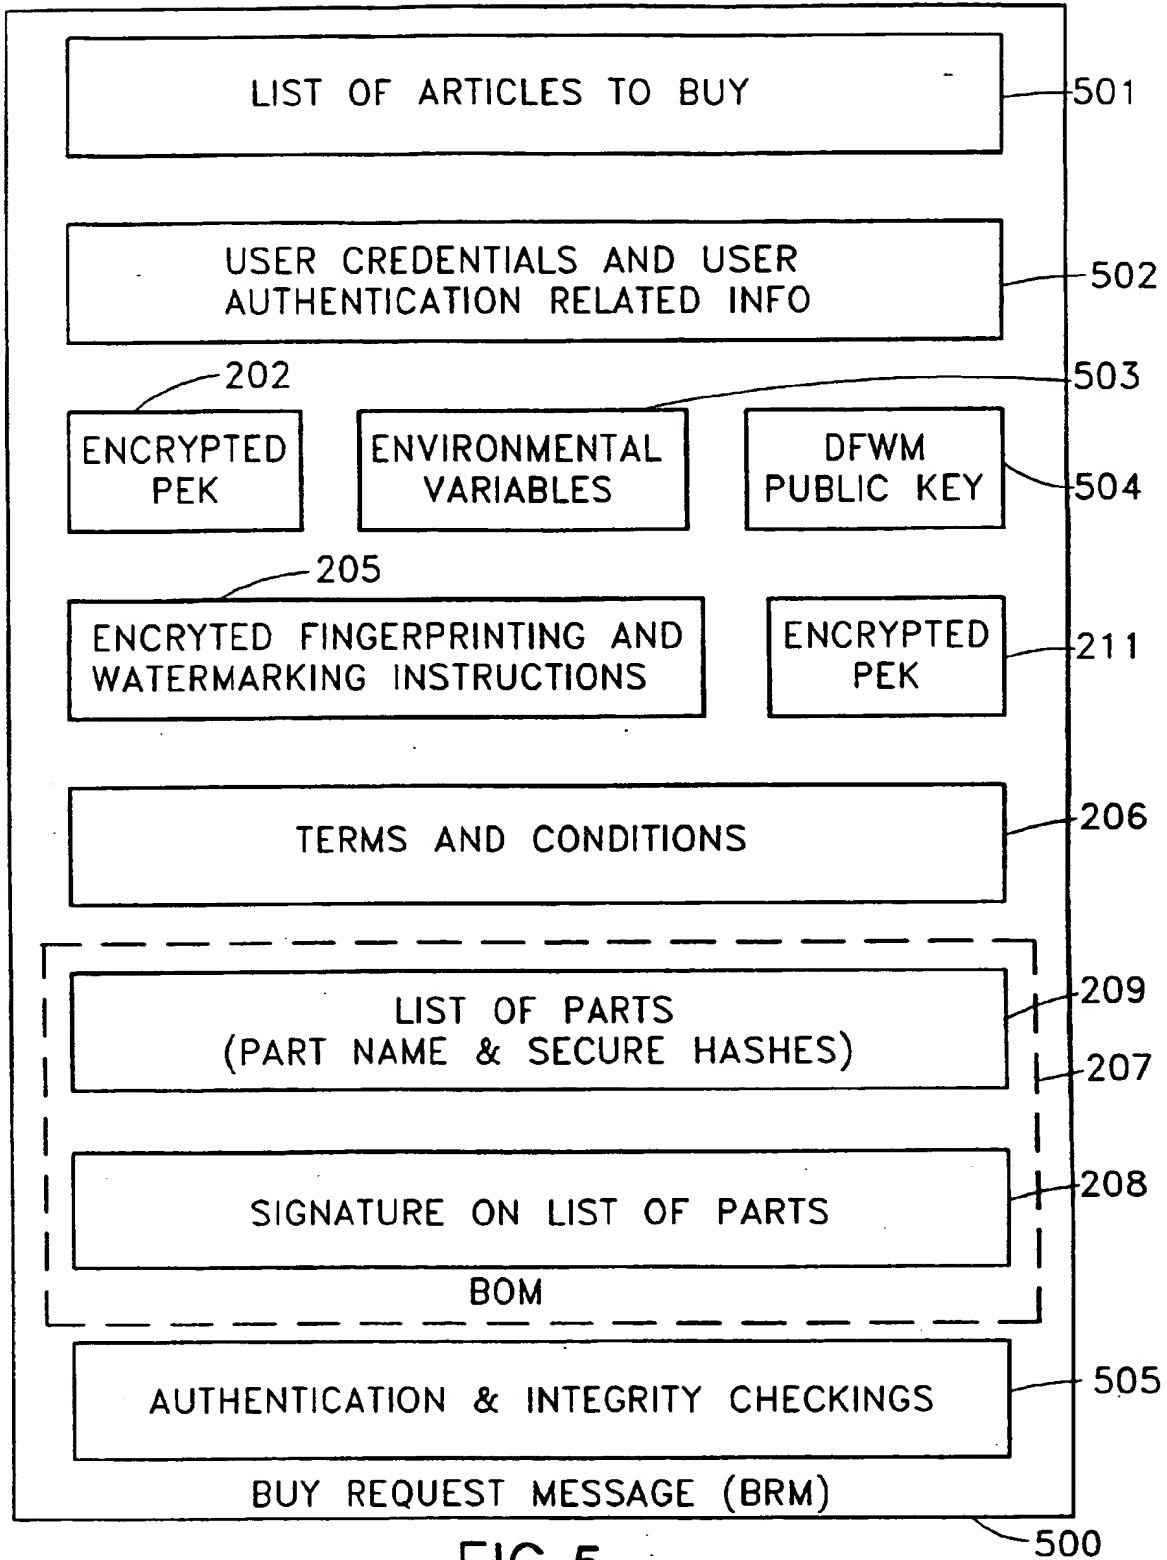 LIST OF ARTICLES TO BUY
501
USER CREDENTIALS AND USER
AUTHENTICATION RELATED INFO
502
202
503
ENCRYPTED
PEK
ENVIRONMENTAL
VARIABLES
DFWM
PUBLIC KEY
504
205
ENCRYTED FINGERPRINTING AND
WATERMARKING INSTRUCTIONS
ENCRYPTED
PEK
211
TERMS AND CONDITIONS
206
LIST OF PARTS
(PART NAME & SECURE HASHES)
209
207
SIGNATURE ON LIST OF PARTS
208
BOM
AUTHENTICATION & INTEGRITY CHECKINGS
505
BUY REQUEST MESSAGE (BRM)
500
FIG.5